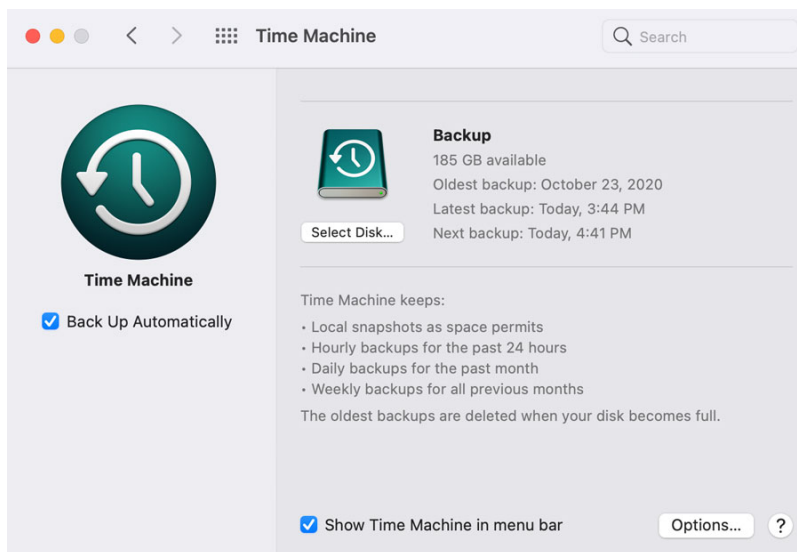 Time Machine
Search
Backup
185 GB available
Oldest backup: October 23, 2020
Latest backup: Today, 3:44 PM
Next backup: Today, 4:41 PM
Select Disk...
Time Machine
Back Up Automatically
Time Machine keeps:
• Local snapshots as space permits
• Hourly backups for the past 24 hours
• Daily backups for the past month
• Weekly backups for all previous months
The oldest backups are deleted when your disk becomes full.
Show Time Machine in menu bar
Options...
?